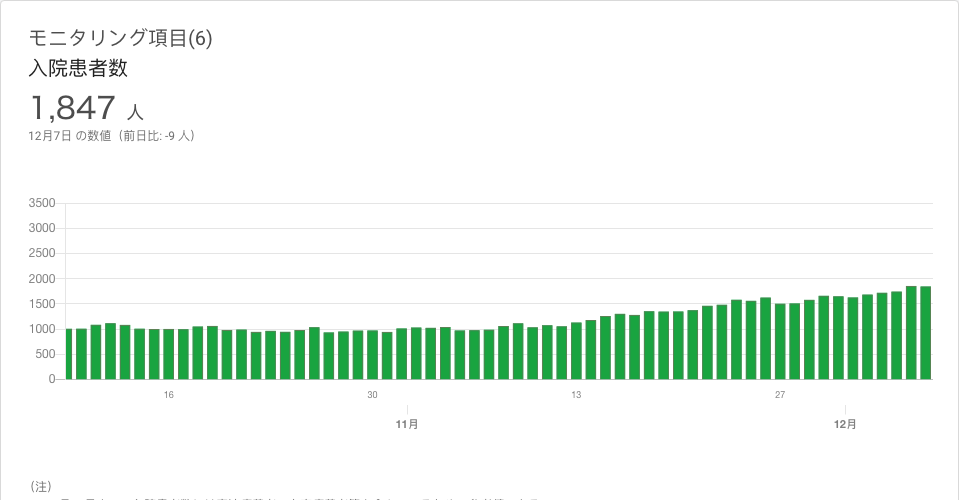 モニタリング項目(6)
入院患者数
1,847 人
12月7日 の数値（前日比: -9 人）
3500
3000
2500
2000
1500
1000
500
0
16 30 13 27
11月 12月
（注）